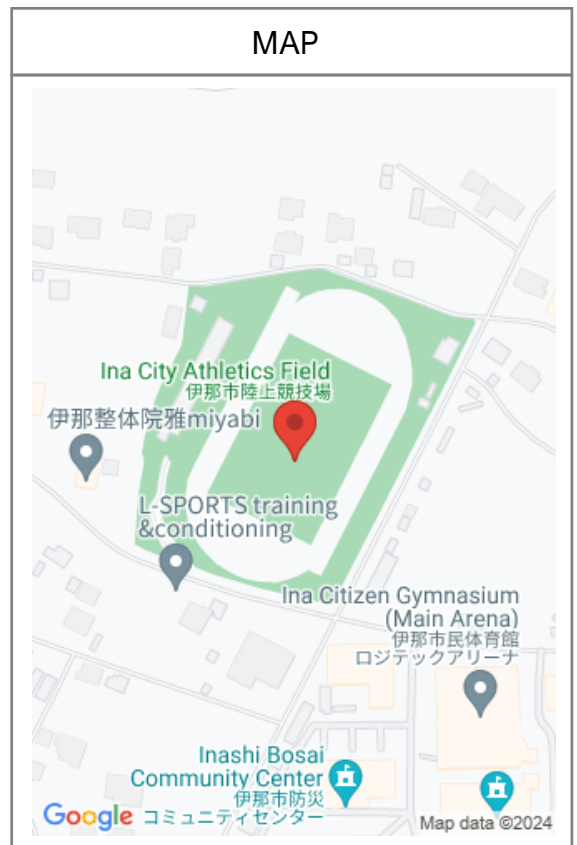 MAP
Ina City Athletics Field
伊那市陸上競技場
伊那整体院雅miyabi
L-SPORTS training
&conditioning
Ina Citizen Gymnasium
(Main Arena)
伊那市民体育館
ロジテックアリーナ
Inashi Bosai
Community Center
伊那市防災
コミュニティセンター
Google
Map data ©2024